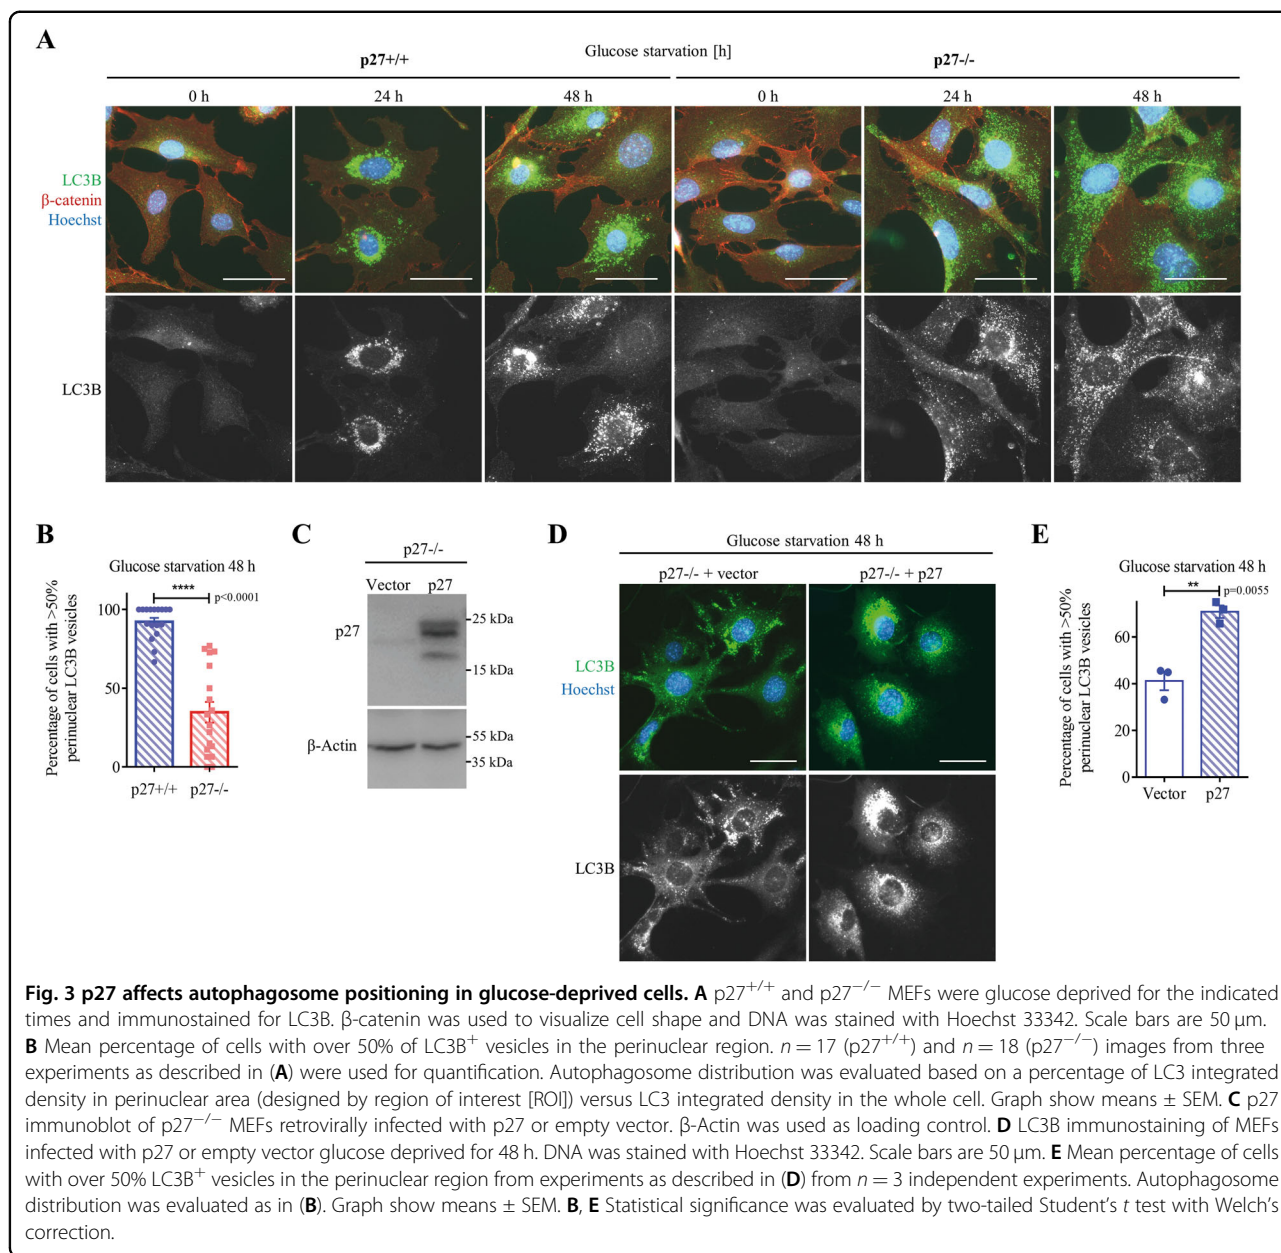 A
Glucose starvation [h]
p27+/+
p27-/-
0 h
24 h
48 h
0 h
24 h
48 h
LC3B
β-catenin
Hoechst
LC3B
B
Glucose starvation 48 h
****
p<0.0001
Percentage of cells with >50%
perinuclear LC3B vesicles
100
50
0
p27+/+
p27-/-
C
p27-/-
Vector
p27
p27
25 kDa
15 kDa
β-Actin
55 kDa
35 kDa
D
Glucose starvation 48 h
p27-/- + vector
p27-/- + p27
LC3B
Hoechst
LC3B
E
Glucose starvation 48 h
**
p=0.0055
Percentage of cells with >50%
perinuclear LC3B vesicles
60
40
20
0
Vector
p27
Fig. 3 p27 affects autophagosome positioning in glucose-deprived cells. A p27⁺/⁺ and p27⁻/⁻ MEFs were glucose deprived for the indicated
times and immunostained for LC3B. β-catenin was used to visualize cell shape and DNA was stained with Hoechst 33342. Scale bars are 50 µm.
B Mean percentage of cells with over 50% of LC3B⁺ vesicles in the perinuclear region. n = 17 (p27⁺/⁺) and n = 18 (p27⁻/⁻) images from three
experiments as described in (A) were used for quantification. Autophagosome distribution was evaluated based on a percentage of LC3 integrated
density in perinuclear area (designed by region of interest [ROI]) versus LC3 integrated density in the whole cell. Graph show means ± SEM. C p27
immunoblot of p27⁻/⁻ MEFs retrovirally infected with p27 or empty vector. β-Actin was used as loading control. D LC3B immunostaining of MEFs
infected with p27 or empty vector glucose deprived for 48 h. DNA was stained with Hoechst 33342. Scale bars are 50 µm. E Mean percentage of cells
with over 50% LC3B⁺ vesicles in the perinuclear region from experiments as described in (D) from n = 3 independent experiments. Autophagosome
distribution was evaluated as in (B). Graph show means ± SEM. B, E Statistical significance was evaluated by two-tailed Student's t test with Welch's
correction.